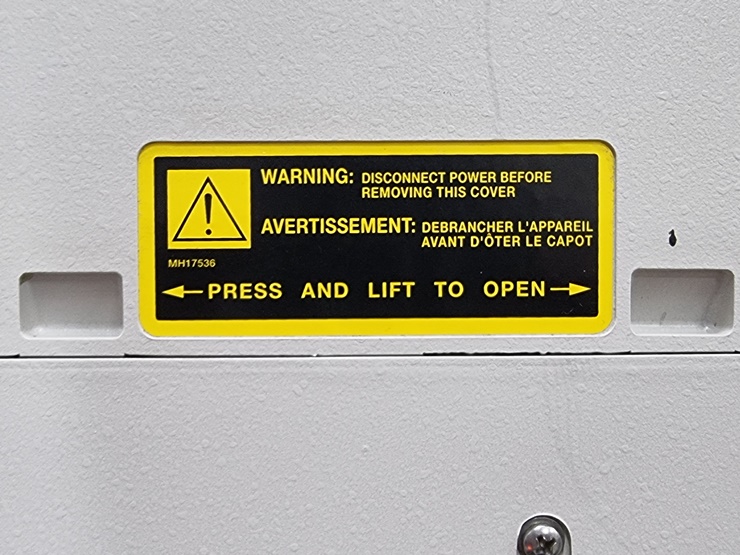 WARNING: DISCONNECT POWER BEFORE
REMOVING THIS COVER
AVERTISSEMENT: DEBRANCHER L'APPAREIL
AVANT D'ÔTER LE CAPOT
MH17536
←PRESS AND LIFT TO OPEN→